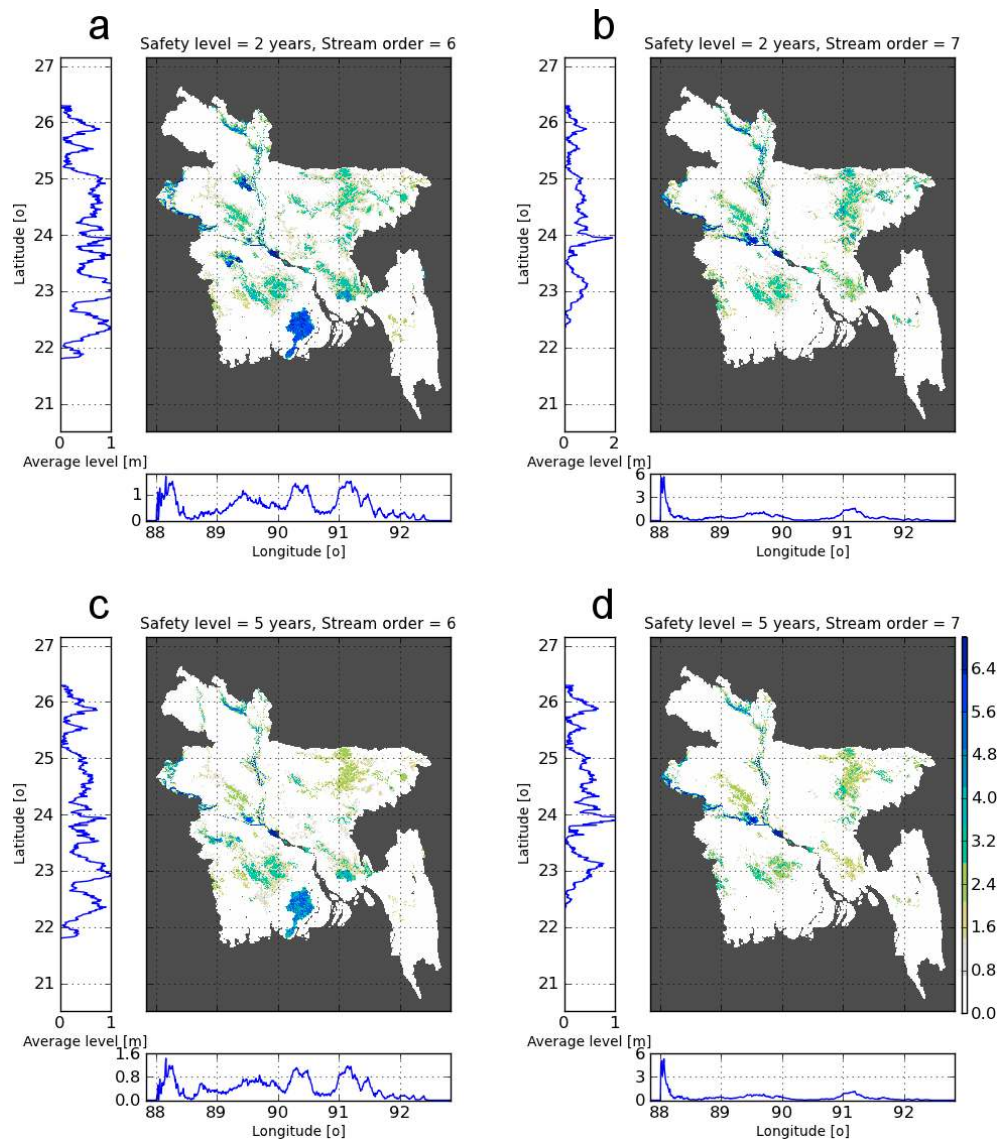 a
Safety level = 2 years, Stream order = 6
27
26
25
24
23
22
21
Latitude [o]
0 1
Average level [m]
1
0
88 89 90 91 92
Longitude [o]
b
Safety level = 2 years, Stream order = 7
27
26
25
24
23
22
21
Latitude [o]
0 2
Average level [m]
6
3
0
88 89 90 91 92
Longitude [o]
c
Safety level = 5 years, Stream order = 6
27
26
25
24
23
22
21
Latitude [o]
0 1
Average level [m]
1.6
0.8
0.0
88 89 90 91 92
Longitude [o]
d
Safety level = 5 years, Stream order = 7
27
26
25
24
23
22
21
Latitude [o]
0 1
Average level [m]
6
3
0
88 89 90 91 92
Longitude [o]
6.4
5.6
4.8
4.0
3.2
2.4
1.6
0.8
0.0